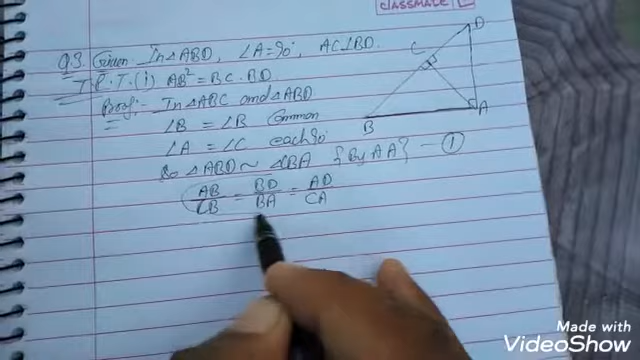 CLASSMATE
Q3. Given In △ABD, ∠A=90°, AC⊥BD.
T.P.T. (i) AB² = BC · BD
Proof:- In △ABC and △ABD
∠B = ∠B Common
∠A = ∠C each 90
So △ABD ~ △CBA {By AA} - ①
AB/CB = BD/BA = AD/CA
D
C
A
B
Made with
VideoShow